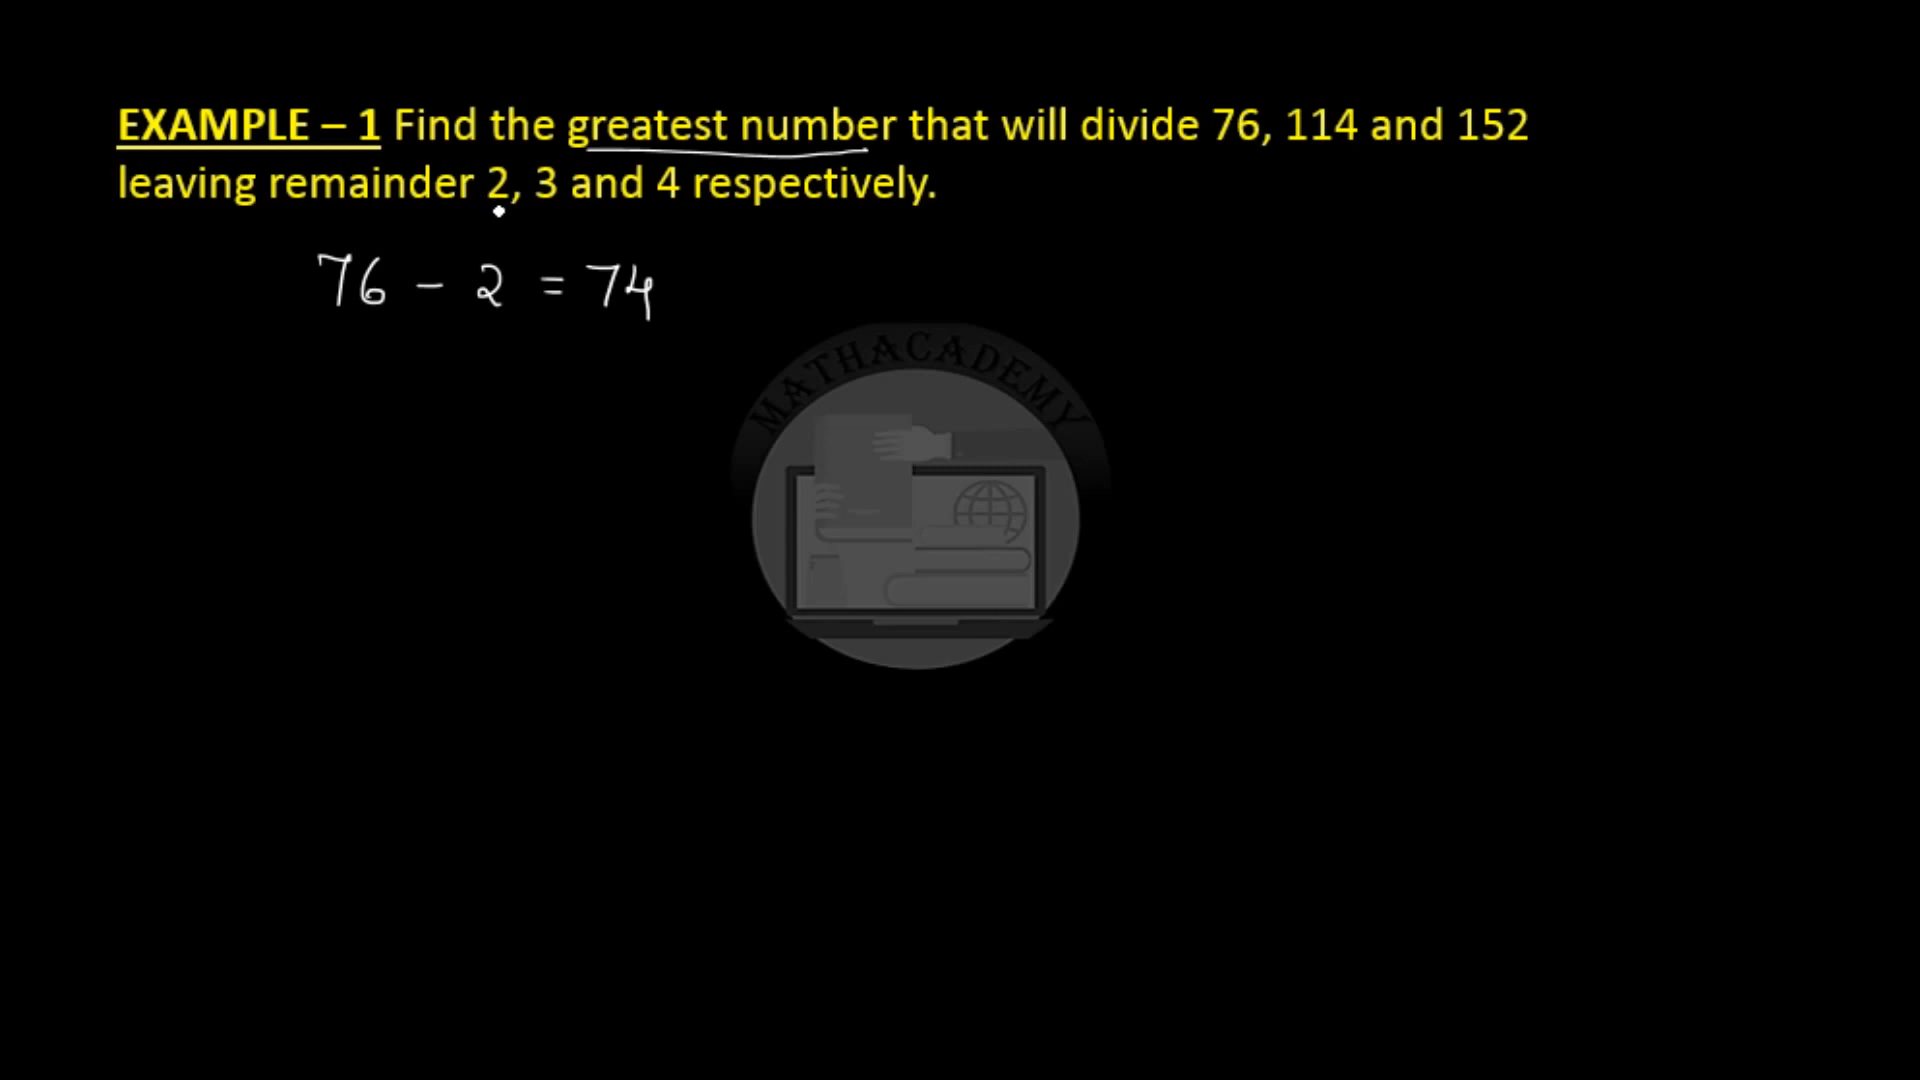 EXAMPLE – 1 Find the greatest number that will divide 76, 114 and 152
leaving remainder 2, 3 and 4 respectively.
76 - 2 = 74
MATHACADEMY